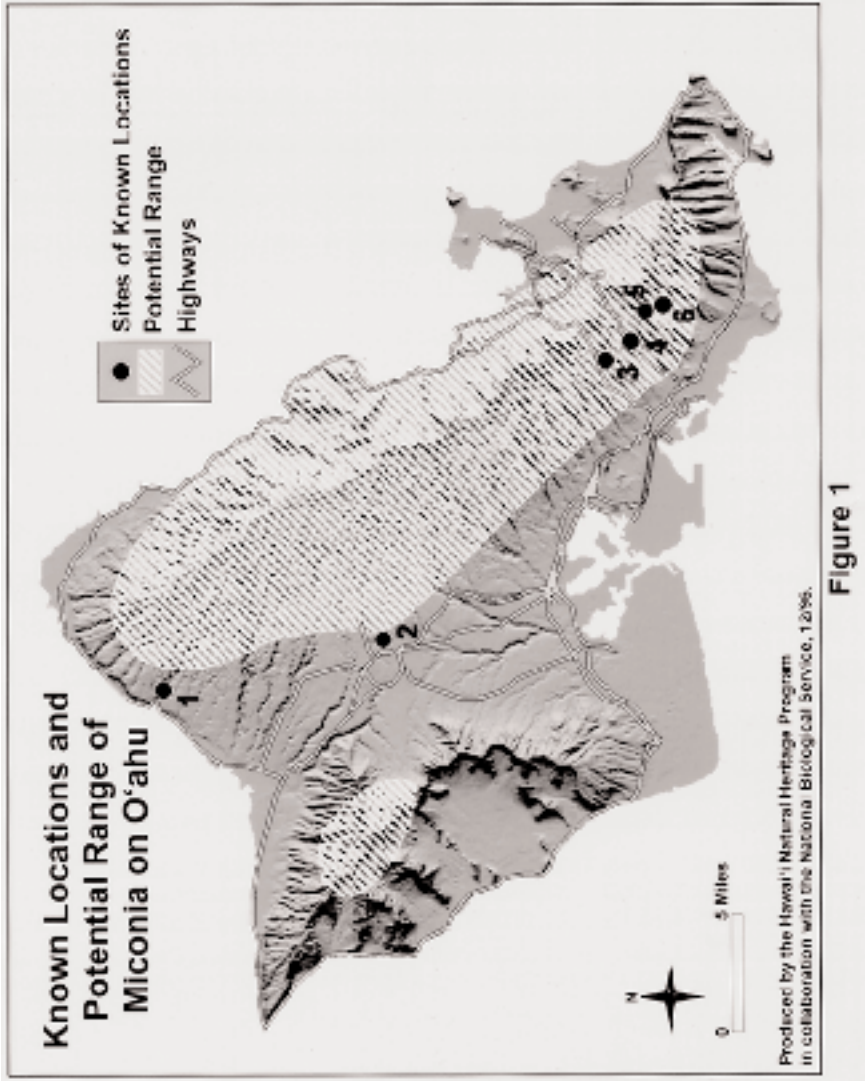 Known Locations and
Potential Range of
Miconia on Oʻahu
Sites of Known Locations
Potential Range
Highways
1
2
3
4
5
6
N
0 5 Miles
Produced by the Hawai'i Natural Heritage Program
in collaboration with the National Biological Service, 12/96.
Figure 1